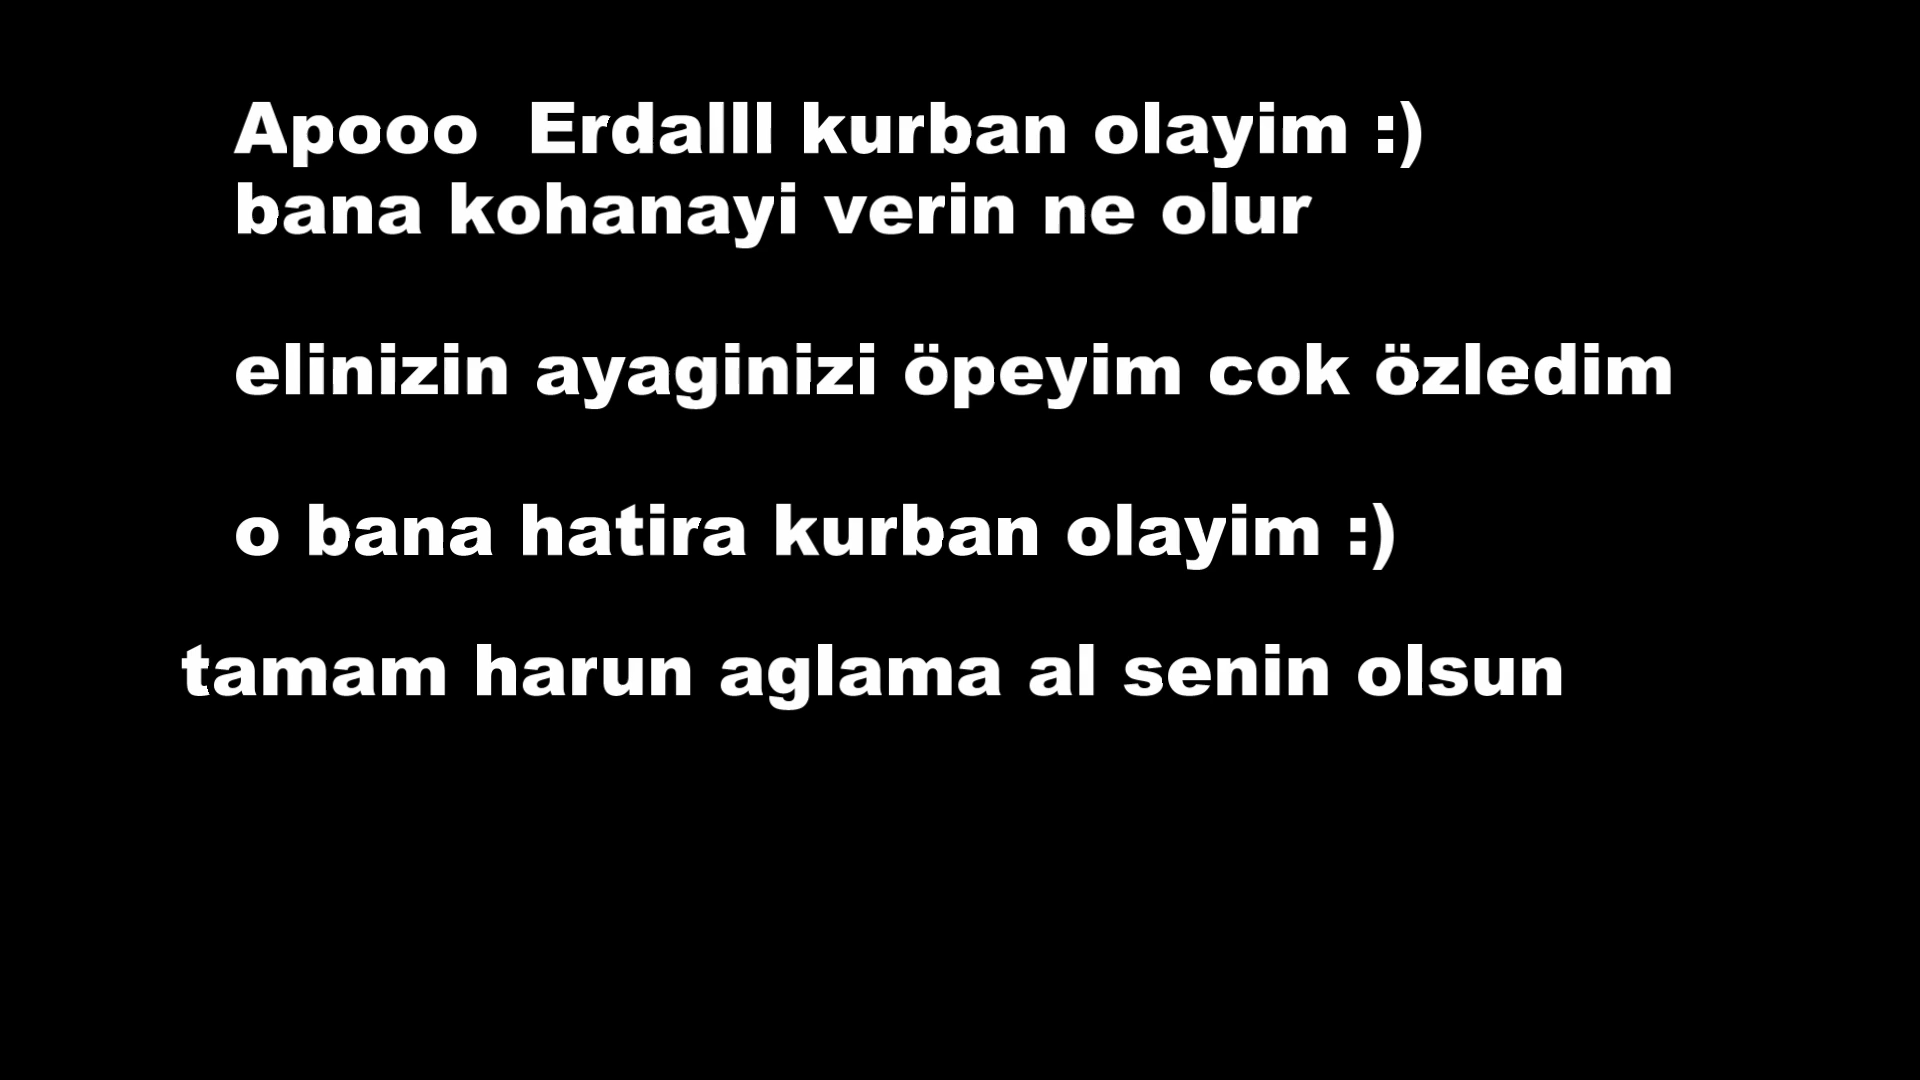 Apooo  Erdalll kurban olayim :)
bana kohanayi verin ne olur
elinizin ayaginizi öpeyim cok özledim
o bana hatira kurban olayim :)
tamam harun aglama al senin olsun